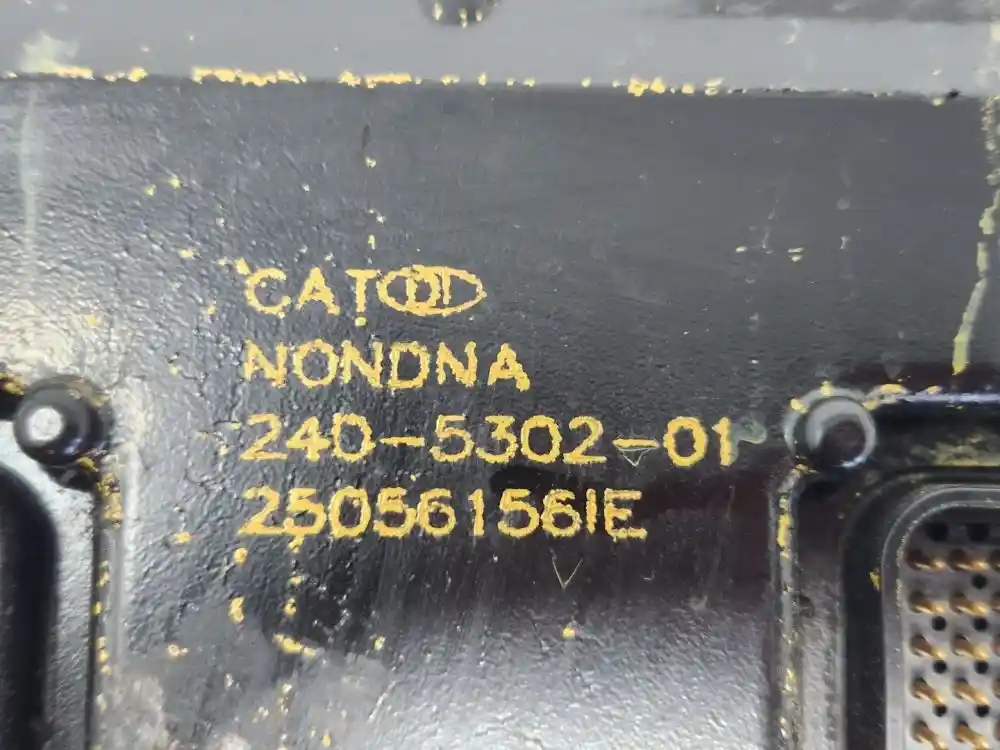 CAT
NONDNA
240-5302-01
25056156IE